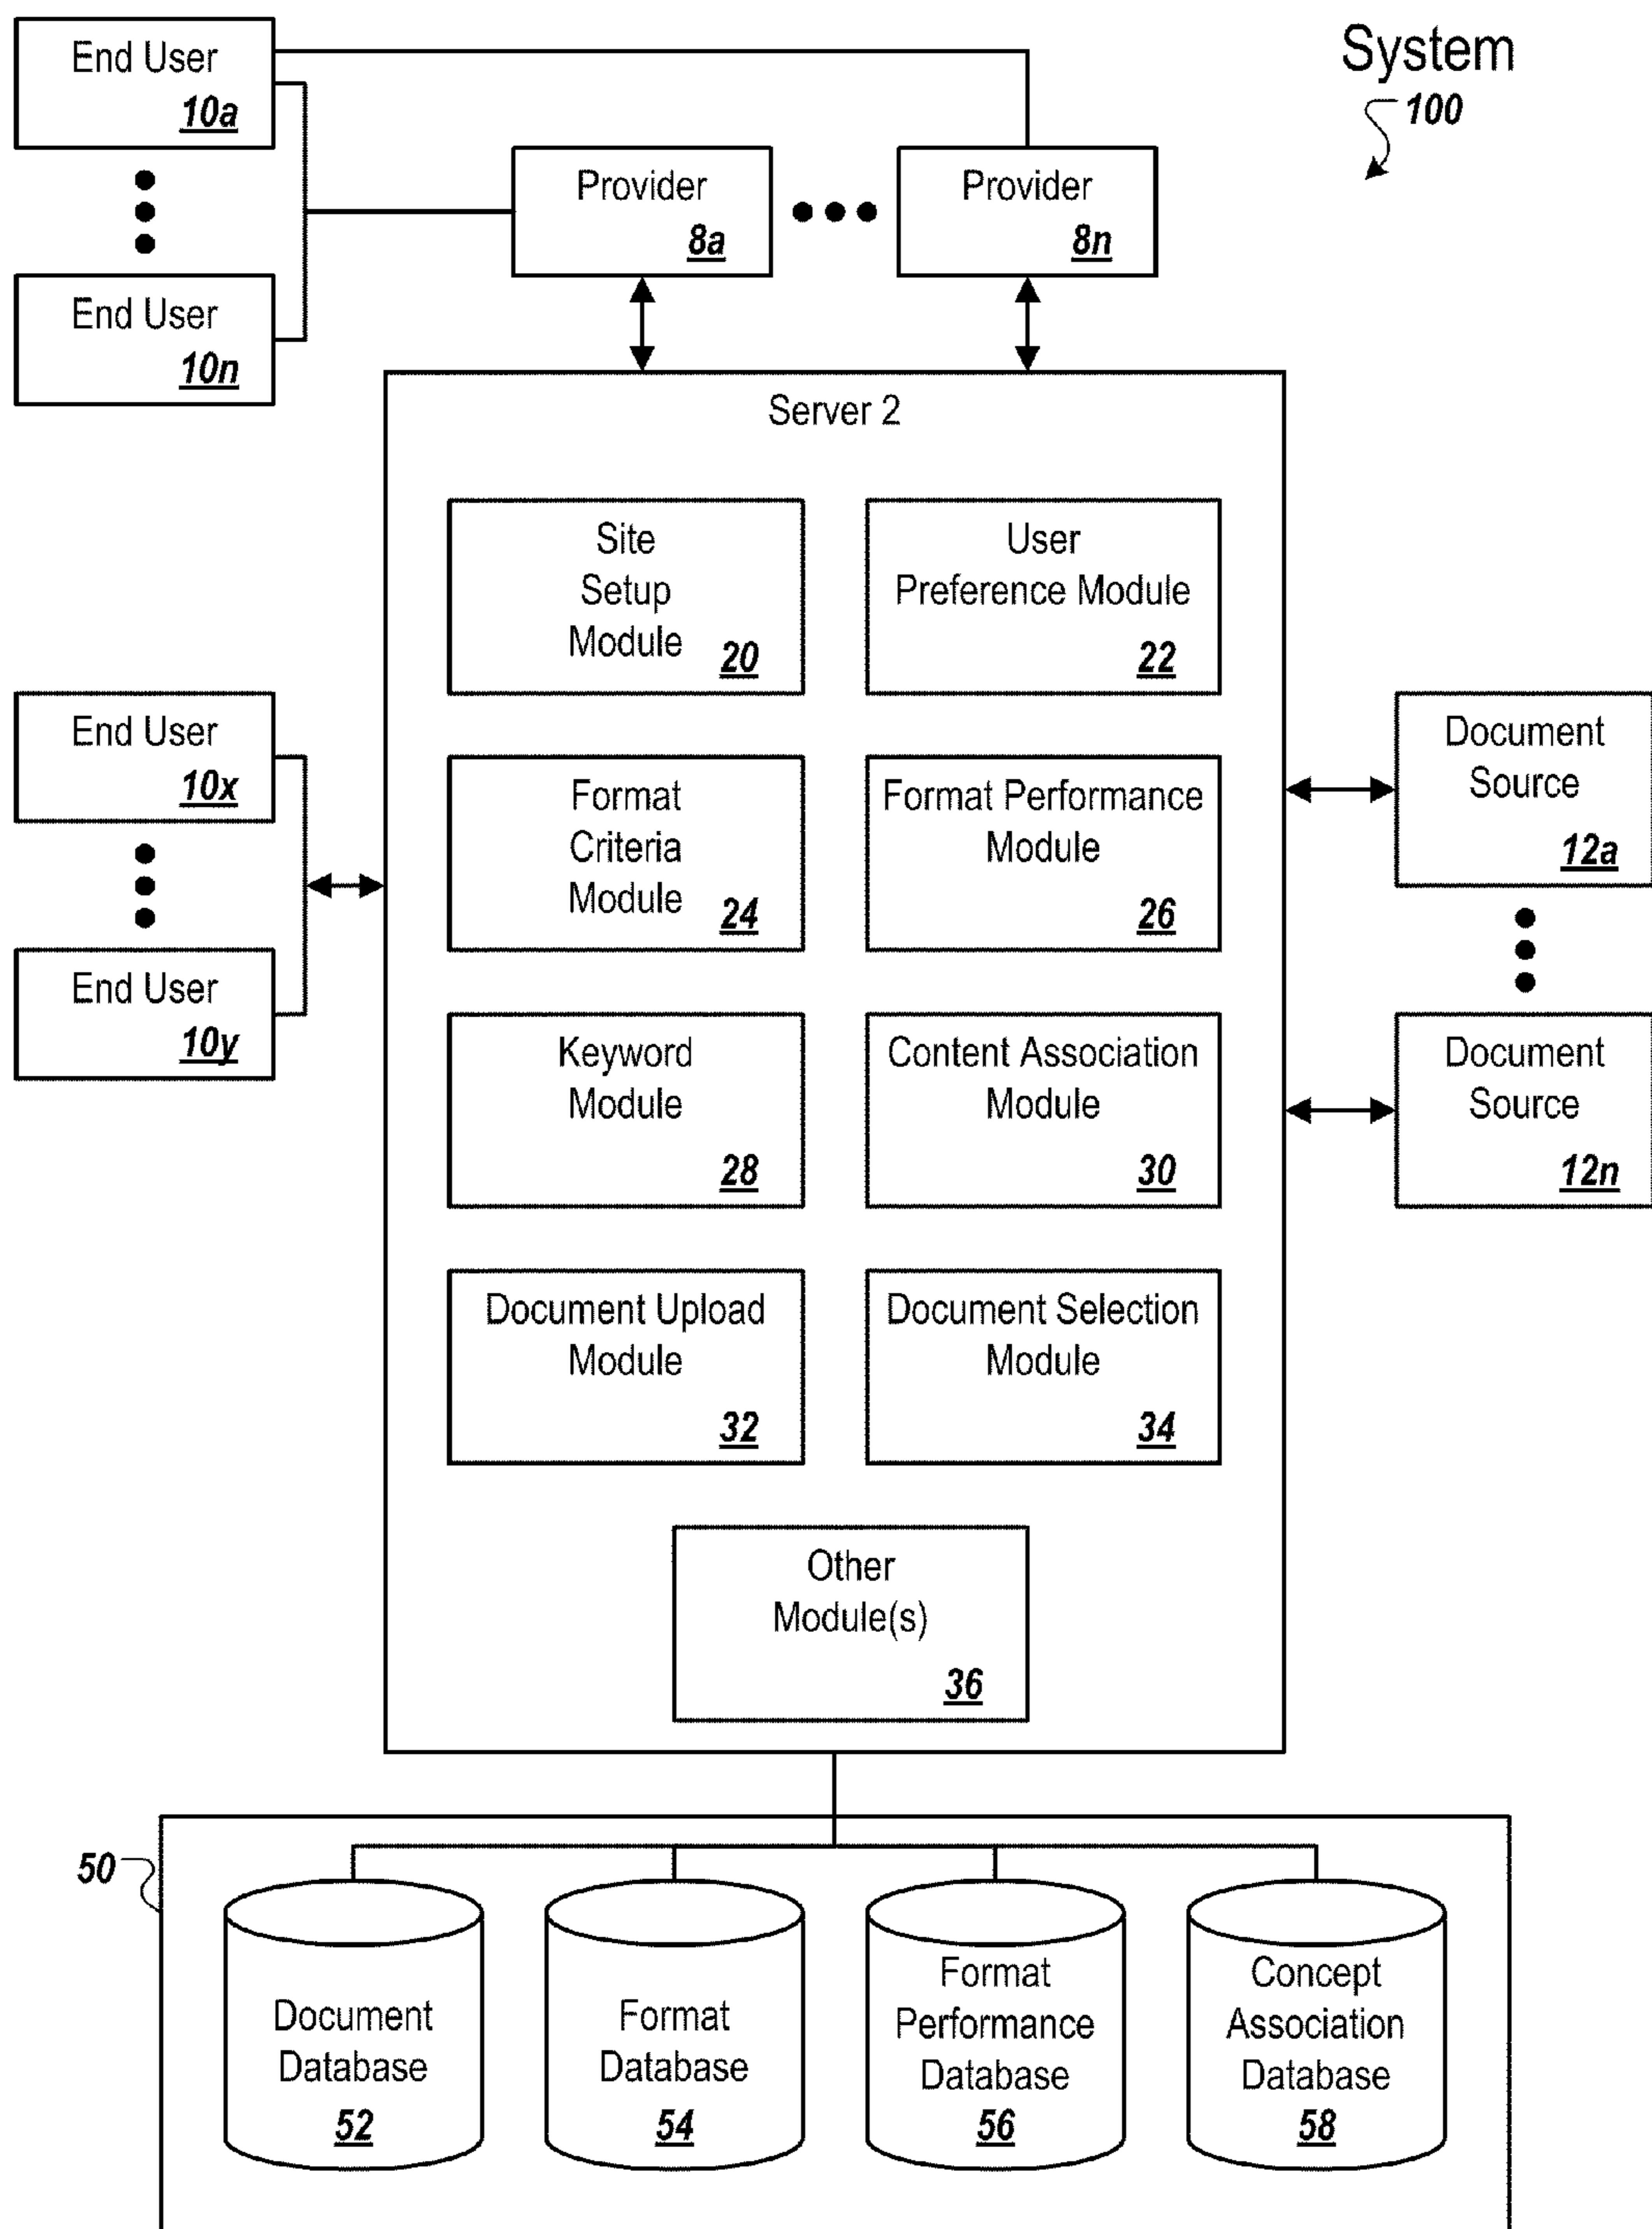 System
100
End User
10a
End User
10n
Provider
8a
Provider
8n
Server 2
Site
Setup
Module
20
User
Preference Module
22
Format
Criteria
Module
24
Format Performance
Module
26
Keyword
Module
28
Content Association
Module
30
Document Upload
Module
32
Document Selection
Module
34
Other
Module(s)
36
End User
10x
End User
10y
Document
Source
12a
Document
Source
12n
50
Document
Database
52
Format
Database
54
Format
Performance
Database
56
Concept
Association
Database
58